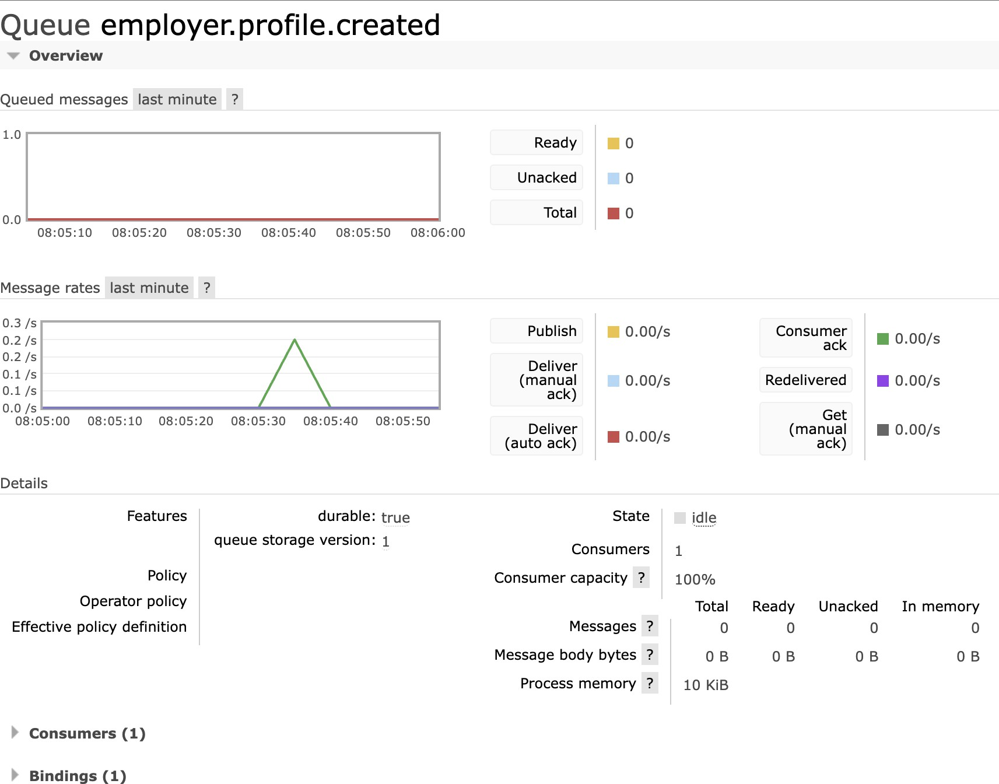 Queue employer.profile.created
Overview
Queued messages last minute ?
1.0
0.0
08:05:10 08:05:20 08:05:30 08:05:40 08:05:50 08:06:00
Ready 0
Unacked 0
Total 0
Message rates last minute ?
0.3 /s
0.2 /s
0.2 /s
0.1 /s
0.1 /s
0.0 /s
08:05:00 08:05:10 08:05:20 08:05:30 08:05:40 08:05:50
Publish 0.00/s
Deliver
(manual 0.00/s
ack)
Deliver
(auto ack) 0.00/s
Consumer
ack 0.00/s
Redelivered 0.00/s
Get
(manual 0.00/s
ack)
Details
Features durable: true
queue storage version: 1
Policy
Operator policy
Effective policy definition
State idle
Consumers 1
Consumer capacity ? 100%
Total Ready Unacked In memory
Messages ? 0 0 0 0
Message body bytes ? 0 B 0 B 0 B 0 B
Process memory ? 10 KiB
Consumers (1)
Bindings (1)